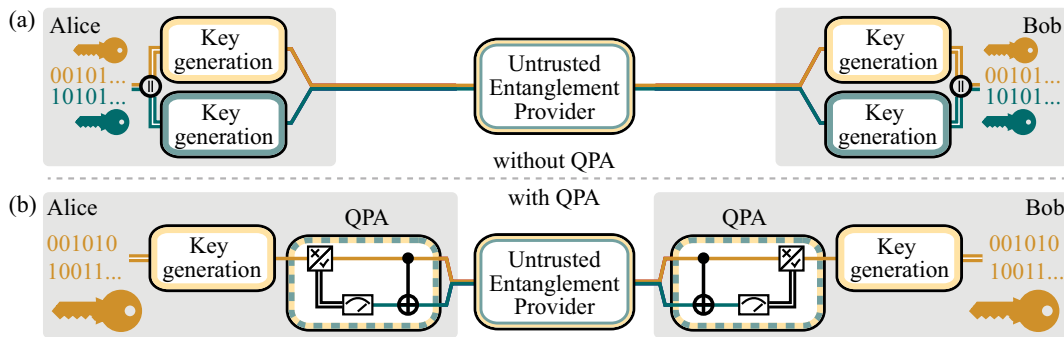 (a)
Alice
Bob
Key
generation
Key
generation
00101...
10101...
||
Key
generation
Key
generation
Untrusted
Entanglement
Provider
00101...
10101...
||
without QPA
with QPA
(b)
Alice
Bob
QPA
QPA
001010
10011...
Key
generation
Untrusted
Entanglement
Provider
Key
generation
001010
10011...